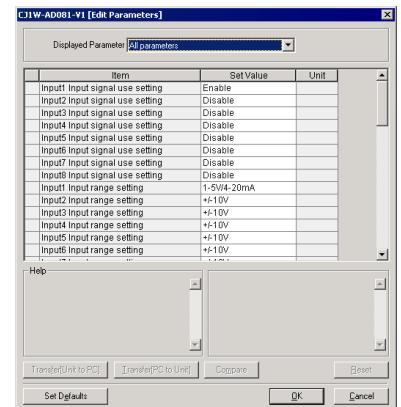 CJ1W-AD081-V1 [Edit Parameters]
Displayed Parameter All parameters
Item Set Value Unit
Input1 Input signal use setting Enable
Input2 Input signal use setting Disable
Input3 Input signal use setting Disable
Input4 Input signal use setting Disable
Input5 Input signal use setting Disable
Input6 Input signal use setting Disable
Input7 Input signal use setting Disable
Input8 Input signal use setting Disable
Input1 Input range setting 1-5V/4-20mA
Input2 Input range setting +/-10V
Input3 Input range setting +/-10V
Input4 Input range setting +/-10V
Input5 Input range setting +/-10V
Input6 Input range setting +/-10V
Help
Transfer[Unit to PC] Transfer[PC to Unit] Compare Reset
Set Defaults OK Cancel